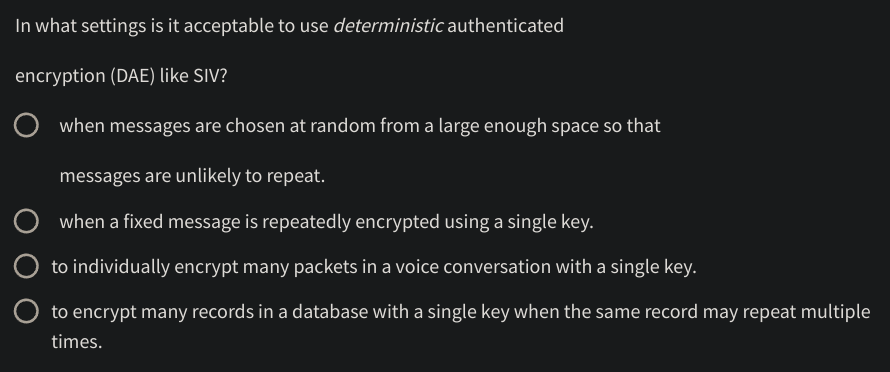 In what settings is it acceptable to use deterministic authenticated
encryption (DAE) like SIV?
when messages are chosen at random from a large enough space so that
messages are unlikely to repeat.
when a fixed message is repeatedly encrypted using a single key.
to individually encrypt many packets in a voice conversation with a single key.
to encrypt many records in a database with a single key when the same record may repeat multiple
times.